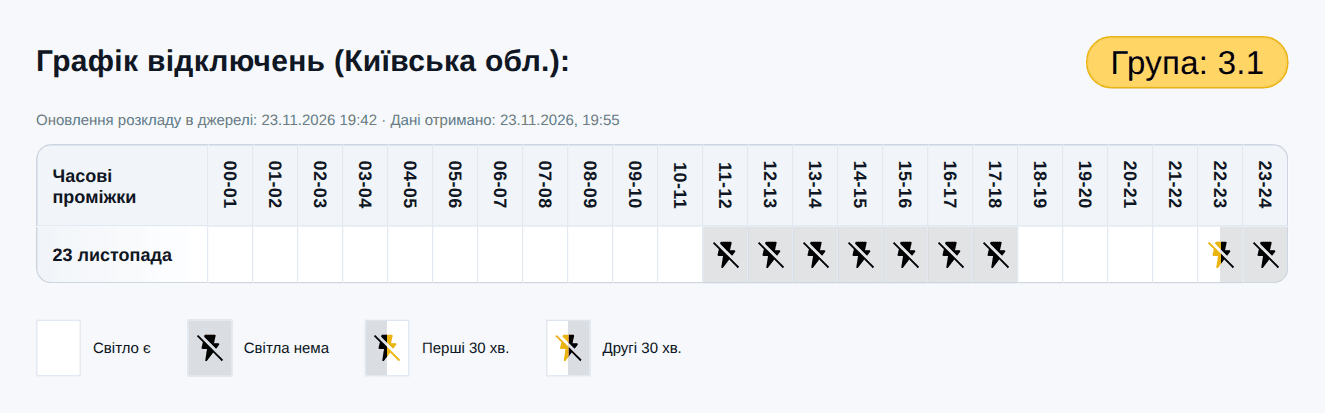 Графік відключень (Київська обл.):
Група: 3.1
Оновлення розкладу в джерелі: 23.11.2026 19:42 · Дані отримано: 23.11.2026, 19:55
Часові
проміжки
00-01
01-02
02-03
03-04
04-05
05-06
06-07
07-08
08-09
09-10
10-11
11-12
12-13
13-14
14-15
15-16
16-17
17-18
18-19
19-20
20-21
21-22
22-23
23-24
23 листопада
Світло є
Світла нема
Перші 30 хв.
Другі 30 хв.